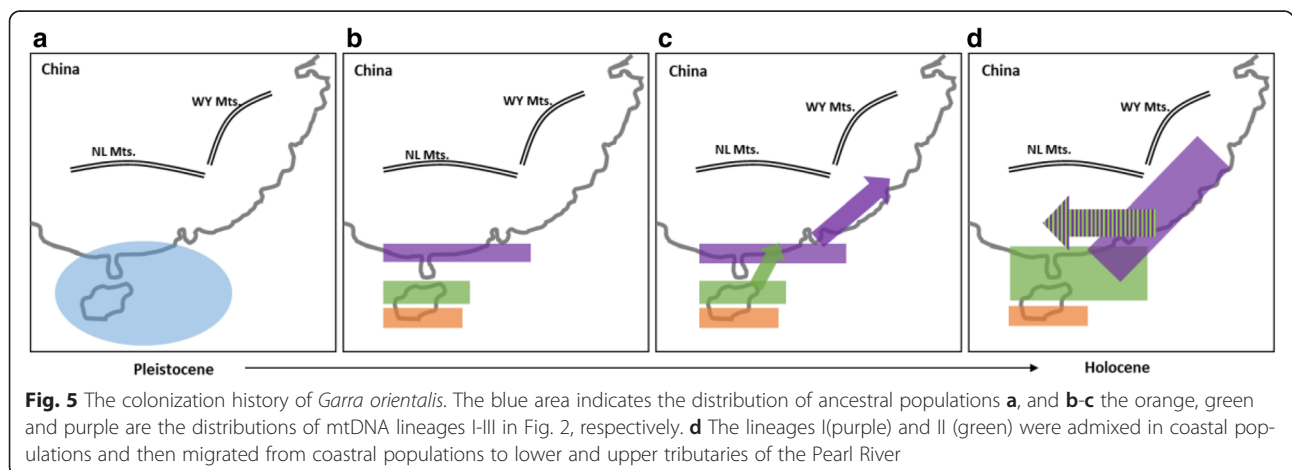 a
b
c
d
China
WY Mts.
NL Mts.
China
WY Mts.
NL Mts.
China
WY Mts.
NL Mts.
China
WY Mts.
NL Mts.
Pleistocene
Holocene
Fig. 5 The colonization history of Garra orientalis. The blue area indicates the distribution of ancestral populations a, and b-c the orange, green
and purple are the distributions of mtDNA lineages I-III in Fig. 2, respectively. d The lineages I(purple) and II (green) were admixed in coastal pop-
ulations and then migrated from coastral populations to lower and upper tributaries of the Pearl River